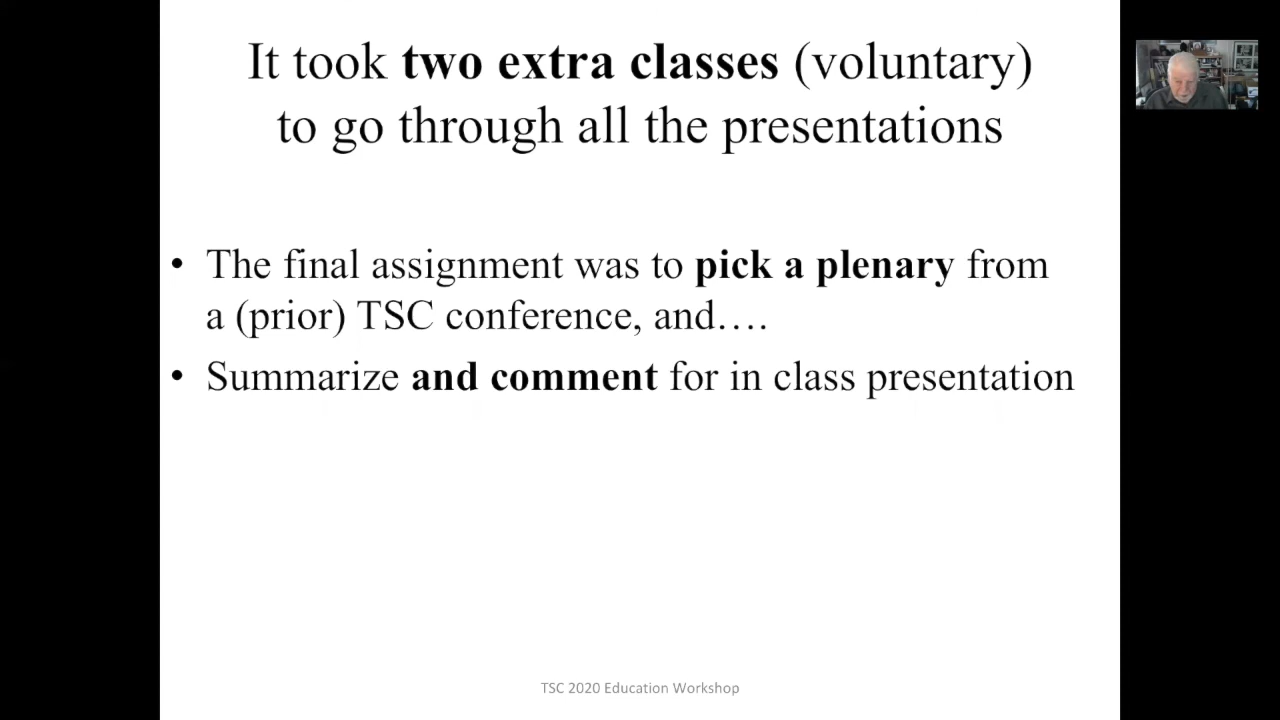 It took two extra classes (voluntary)
to go through all the presentations
• The final assignment was to pick a plenary from
a (prior) TSC conference, and….
• Summarize and comment for in class presentation
TSC 2020 Education Workshop